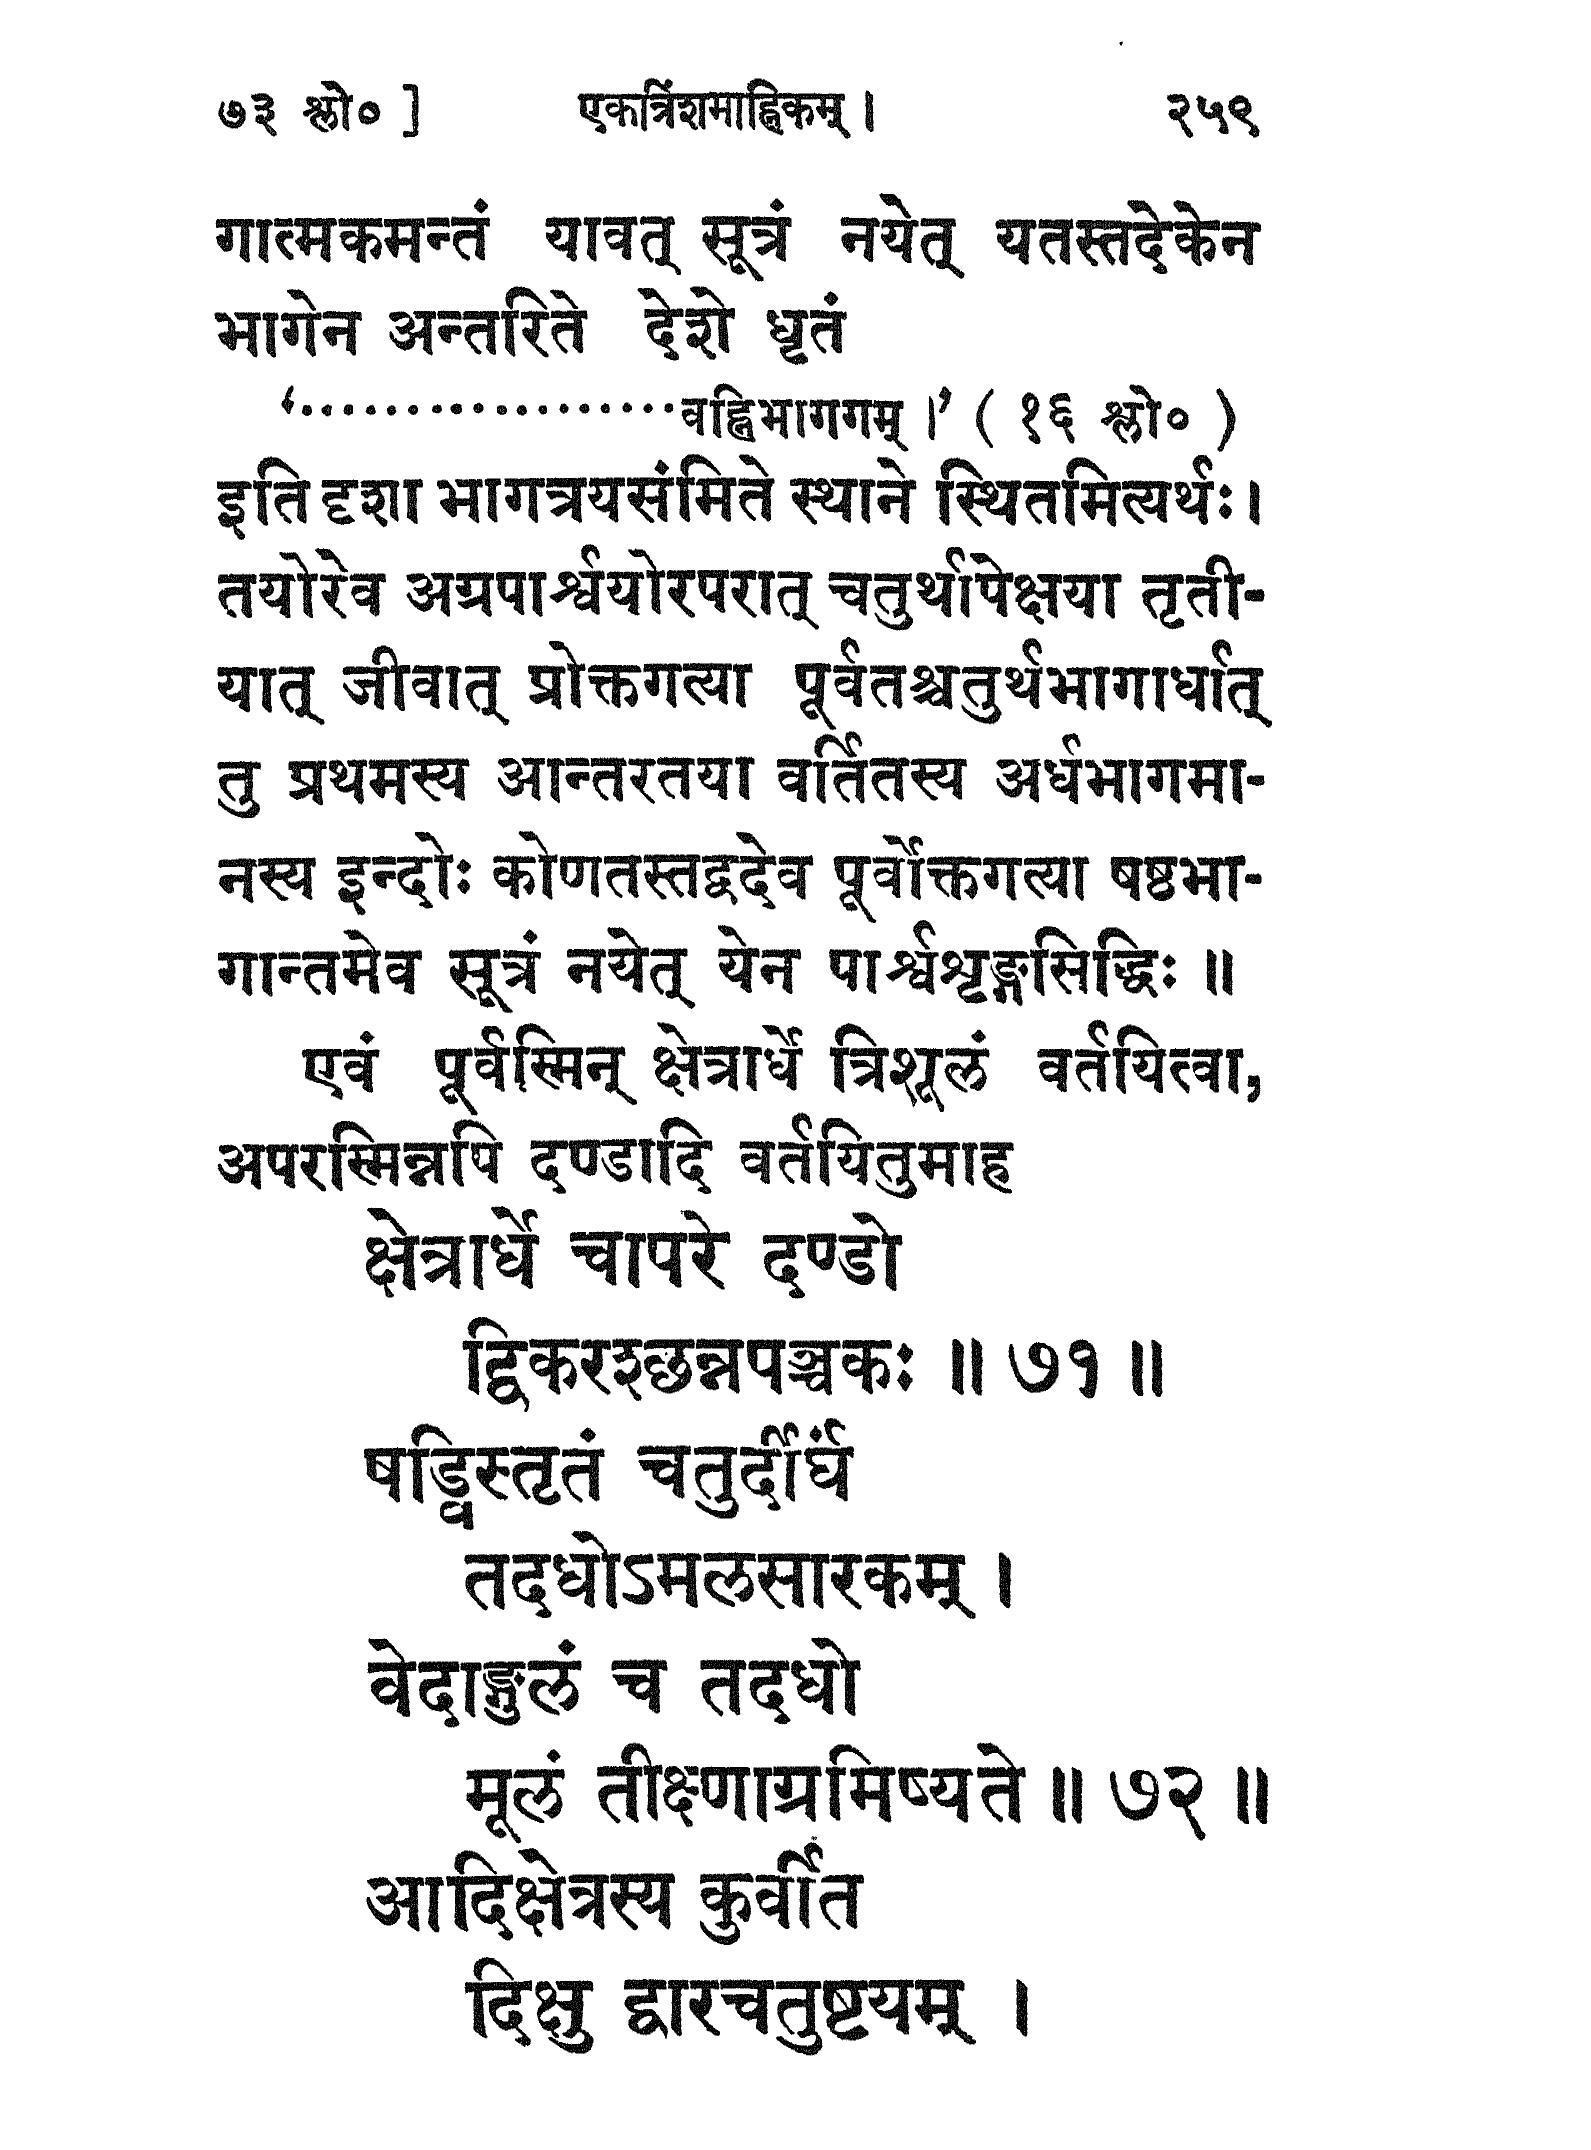 ७३ श्लो० ] एकत्रिंशमाह्निकम् । २५९
गात्मकमन्तं यावत् सूत्रं नयेत् यतस्तदेकेन
भागेन अन्तरिते देशे धृतं
‘··················वह्निभागगम् ।’ ( १६ श्लो० )
इति दृशा भागत्रयसंमिते स्थाने स्थितमित्यर्थः ।
तयोरेव अग्रपार्श्वयोरपरात् चतुर्थापेक्षया तृती-
यात् जीवात् प्रोक्तगत्या पूर्वतश्चतुर्थभागार्धात्
तु प्रथमस्य आन्तरतया वर्तितस्य अर्धभागमा-
नस्य इन्दोः कोणतस्तद्वदेव पूर्वोक्तगत्या षष्ठभा-
गान्तमेव सूत्रं नयेत् येन पार्श्वशृङ्गसिद्धिः ॥
एवं पूर्वस्मिन् क्षेत्रार्धे त्रिशूलं वर्तयित्वा,
अपरस्मिन्नपि दण्डादि वर्तयितुमाह
क्षेत्रार्धे चापरे दण्डो
द्विकरश्छन्नपञ्चकः ॥ ७१ ॥
षड्विस्तृतं चतुर्दीर्घं
तदधोऽमलसारकम् ।
वेदाङ्गुलं च तदधो
मूलं तीक्ष्णाग्रमिष्यते ॥ ७२ ॥
आदिक्षेत्रस्य कुर्वीत
दिक्षु द्वारचतुष्टयम् ।